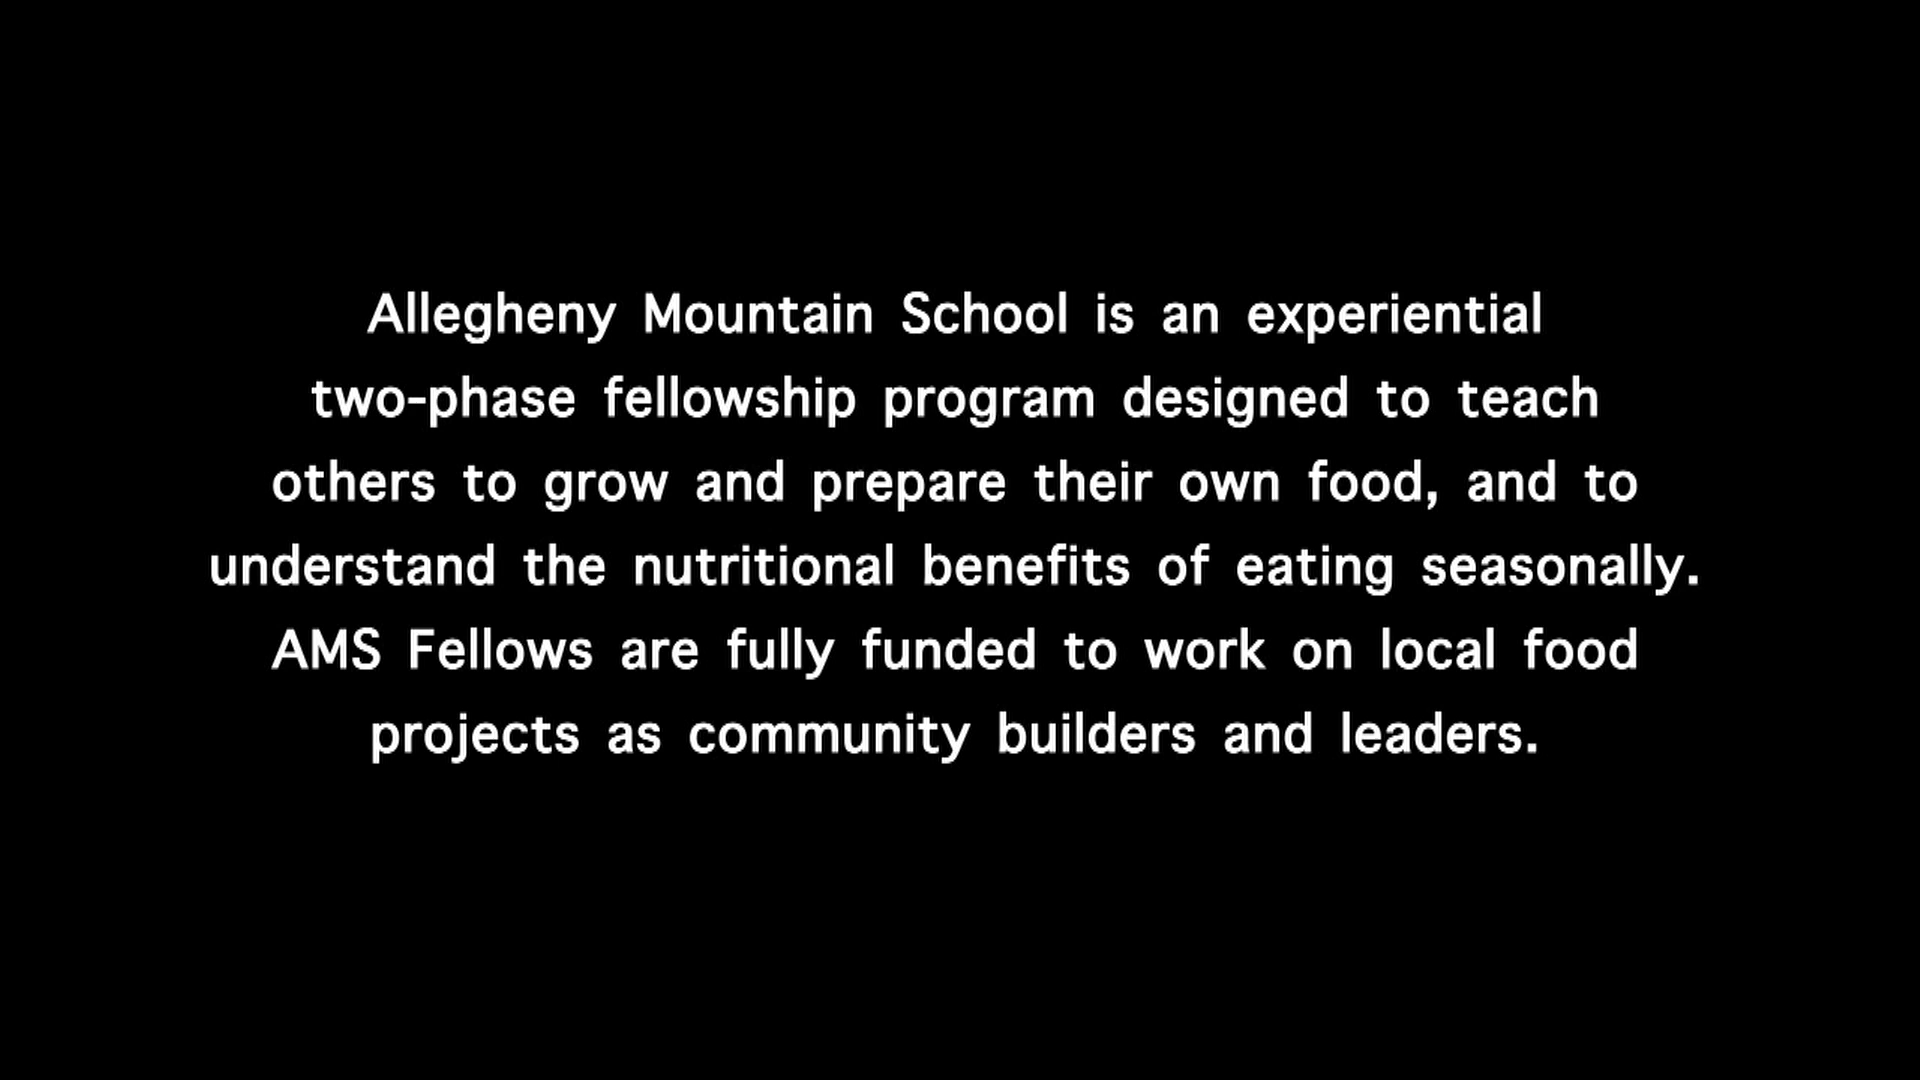 Allegheny Mountain School is an experiential
two-phase fellowship program designed to teach
others to grow and prepare their own food, and to
understand the nutritional benefits of eating seasonally.
AMS Fellows are fully funded to work on local food
projects as community builders and leaders.